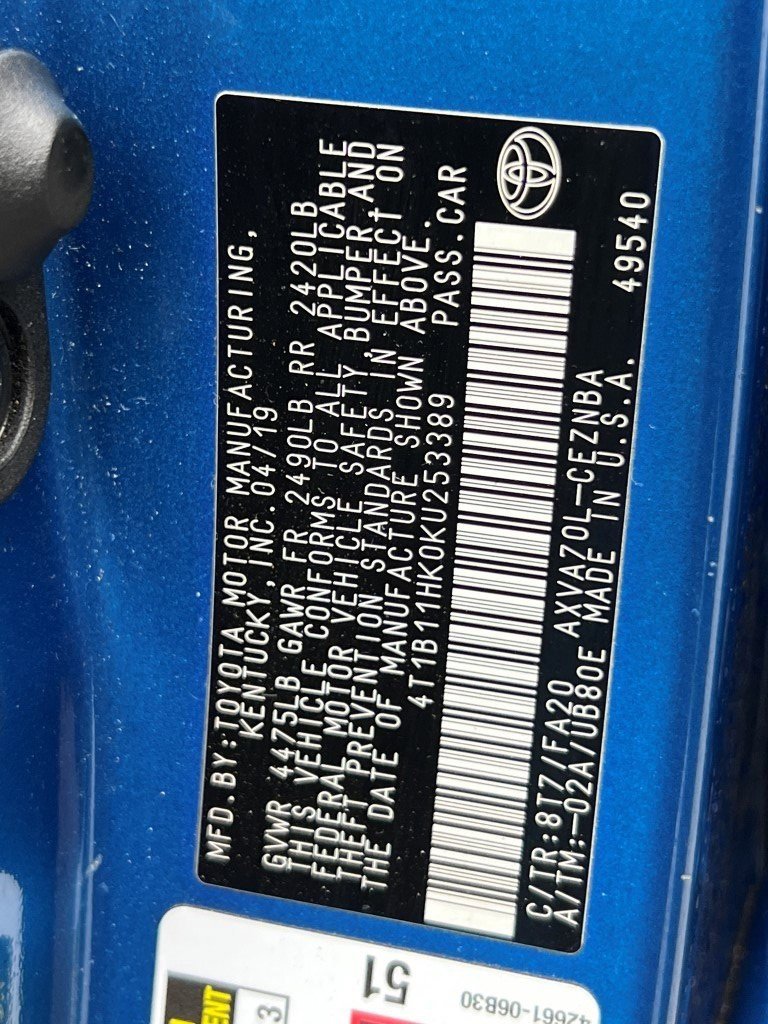 MFD.BY:TOYOTA MOTOR MANUFACTURING,
KENTUCKY,INC.04/19
GVWR 4475LB GAWR FR 2490LB RR 2420LB
THIS VEHICLE CONFORMS TO ALL APPLICABLE
FEDERAL MOTOR VEHICLE SAFETY, BUMPER, AND
THEFT PREVENTION STANDARDS IN EFFECT ON
THE DATE OF MANUFACTURE SHOWN ABOVE.
4T1B11HK0KU253389 PASS.CAR
C/TR:8T7/FA20 AXVA70L-CEZNBA
A/TM:-02A/UB80E MADE IN U.S.A. 49540
51
42661-06B30
3